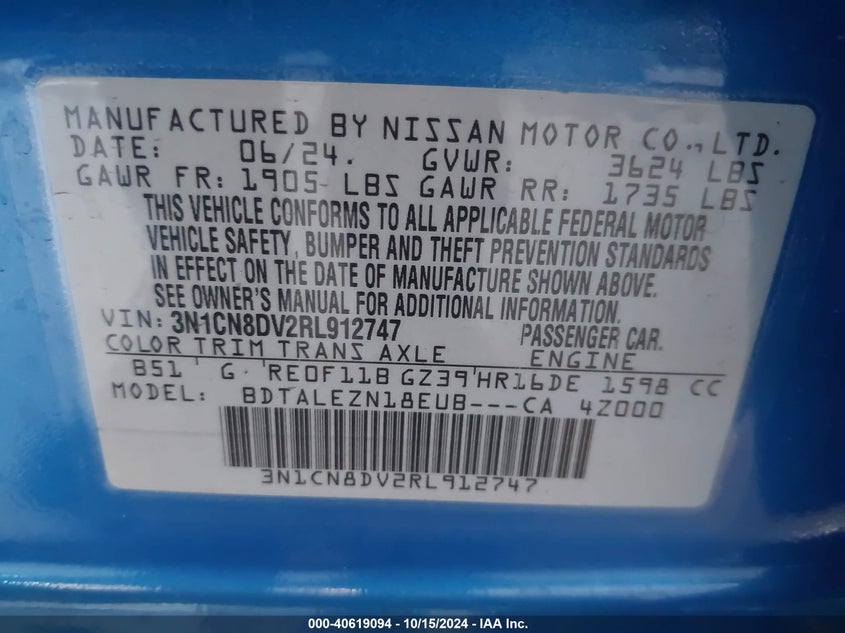 MANUFACTURED BY NISSAN MOTOR CO., LTD.
DATE: 06/24. GVWR: 3624 LBS
GAWR FR: 1905 LBS GAWR RR: 1735 LBS
THIS VEHICLE CONFORMS TO ALL APPLICABLE FEDERAL MOTOR
VEHICLE SAFETY, BUMPER AND THEFT PREVENTION STANDARDS
IN EFFECT ON THE DATE OF MANUFACTURE SHOWN ABOVE.
SEE OWNER'S MANUAL FOR ADDITIONAL INFORMATION.
VIN: 3N1CN8DV2RL912747 PASSENGER CAR.
COLOR TRIM TRANS AXLE ENGINE
B51 G RE0F11B GZ39 HR16DE 1598 CC
MODEL: BDTALEZN18EUB---CA 4Z000
3N1CN8DV2RL912747
000-40619094 - 10/15/2024 - IAA Inc.